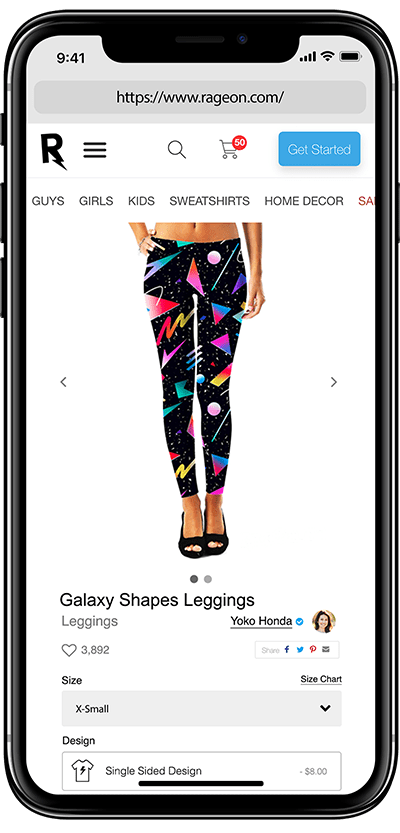 9:41
https://www.rageon.com/
R
50
Get Started
GUYS GIRLS KIDS SWEATSHIRTS HOME DECOR SAL
Galaxy Shapes Leggings
Leggings
Yoko Honda
3,892
Share
Size
Size Chart
X-Small
Design
Single Sided Design
- $8.00